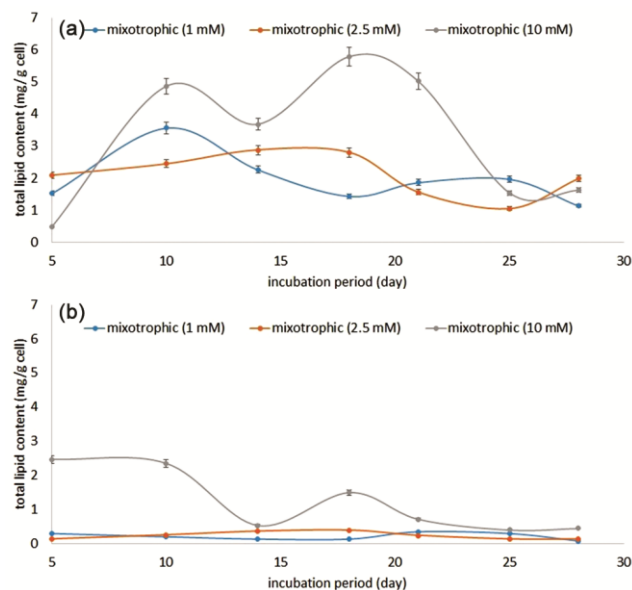 (a)
mixotrophic (1 mM) mixotrophic (2.5 mM) mixotrophic (10 mM)
total lipid content (mg/g cell)
7
6
5
4
3
2
1
0
5 10 15 20 25 30
incubation period (day)
(b)
mixotrophic (1 mM) mixotrophic (2.5 mM) mixotrophic (10 mM)
total lipid content (mg/g cell)
7
6
5
4
3
2
1
0
5 10 15 20 25 30
incubation period (day)